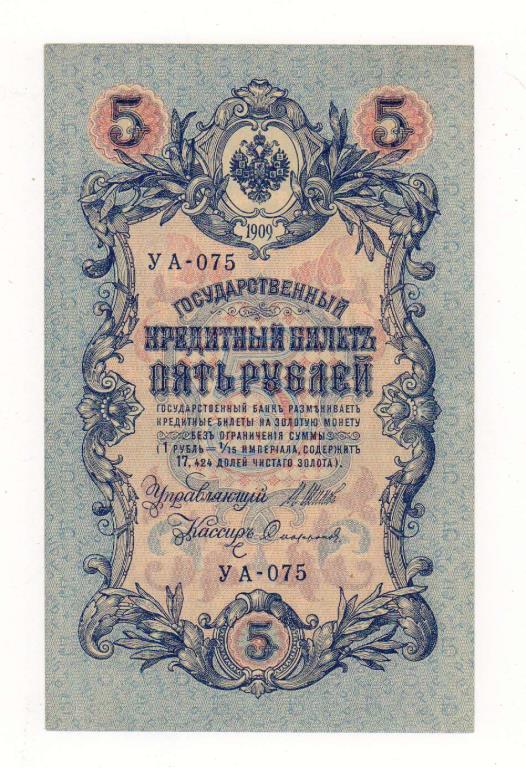 5 5
1909
УА-075
ГОСУДАРСТВЕННЫЙ
КРЕДИТНЫЙ БИЛЕТЪ
ПЯТЬ РУБЛЕЙ
ГОСУДАРСТВЕННЫЙ БАНКЪ РАЗМѢНИВАЕТЪ
КРЕДИТНЫЕ БИЛЕТЫ НА ЗОЛОТУЮ МОНЕТУ
БЕЗЪ ОГРАНИЧЕНІЯ СУММЫ
(1 РУБЛЬ = 1/15 ИМПЕРІАЛА, СОДЕРЖИТЪ
17,424 ДОЛЕЙ ЧИСТАГО ЗОЛОТА).
Управляющій
Кассиръ
УА-075
5